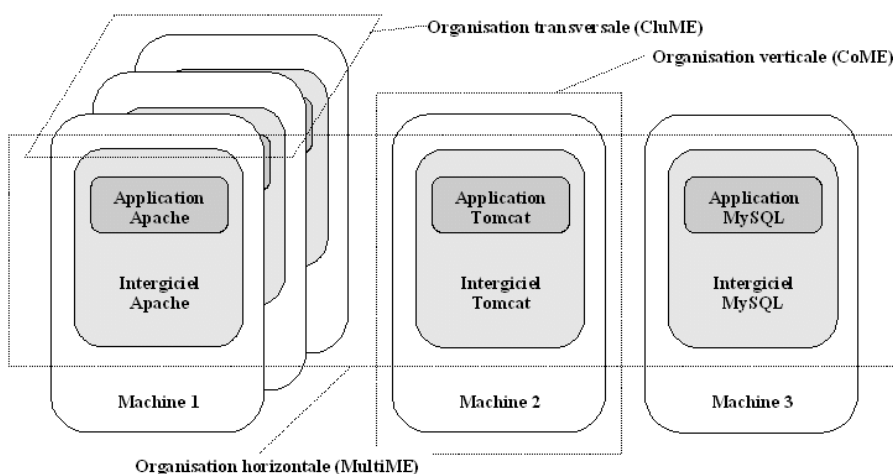 Organisation transversale (CluME)
Organisation verticale (CoME)
Application
Apache
Application
Tomcat
Application
MySQL
Intergiciel
Apache
Intergiciel
Tomcat
Intergiciel
MySQL
Machine 1
Machine 2
Machine 3
Organisation horizontale (MultiME)